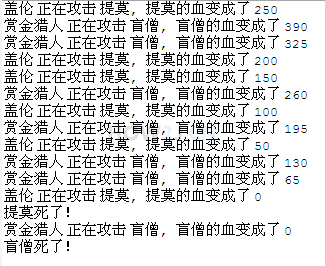 盖伦 正在攻击 提莫, 提莫的血变成了 250
赏金猎人 正在攻击 盲僧, 盲僧的血变成了 390
赏金猎人 正在攻击 盲僧, 盲僧的血变成了 325
盖伦 正在攻击 提莫, 提莫的血变成了 200
盖伦 正在攻击 提莫, 提莫的血变成了 150
赏金猎人 正在攻击 盲僧, 盲僧的血变成了 260
盖伦 正在攻击 提莫, 提莫的血变成了 100
赏金猎人 正在攻击 盲僧, 盲僧的血变成了 195
盖伦 正在攻击 提莫, 提莫的血变成了 50
赏金猎人 正在攻击 盲僧, 盲僧的血变成了 130
赏金猎人 正在攻击 盲僧, 盲僧的血变成了 65
盖伦 正在攻击 提莫, 提莫的血变成了 0
提莫死了!
赏金猎人 正在攻击 盲僧, 盲僧的血变成了 0
盲僧死了!